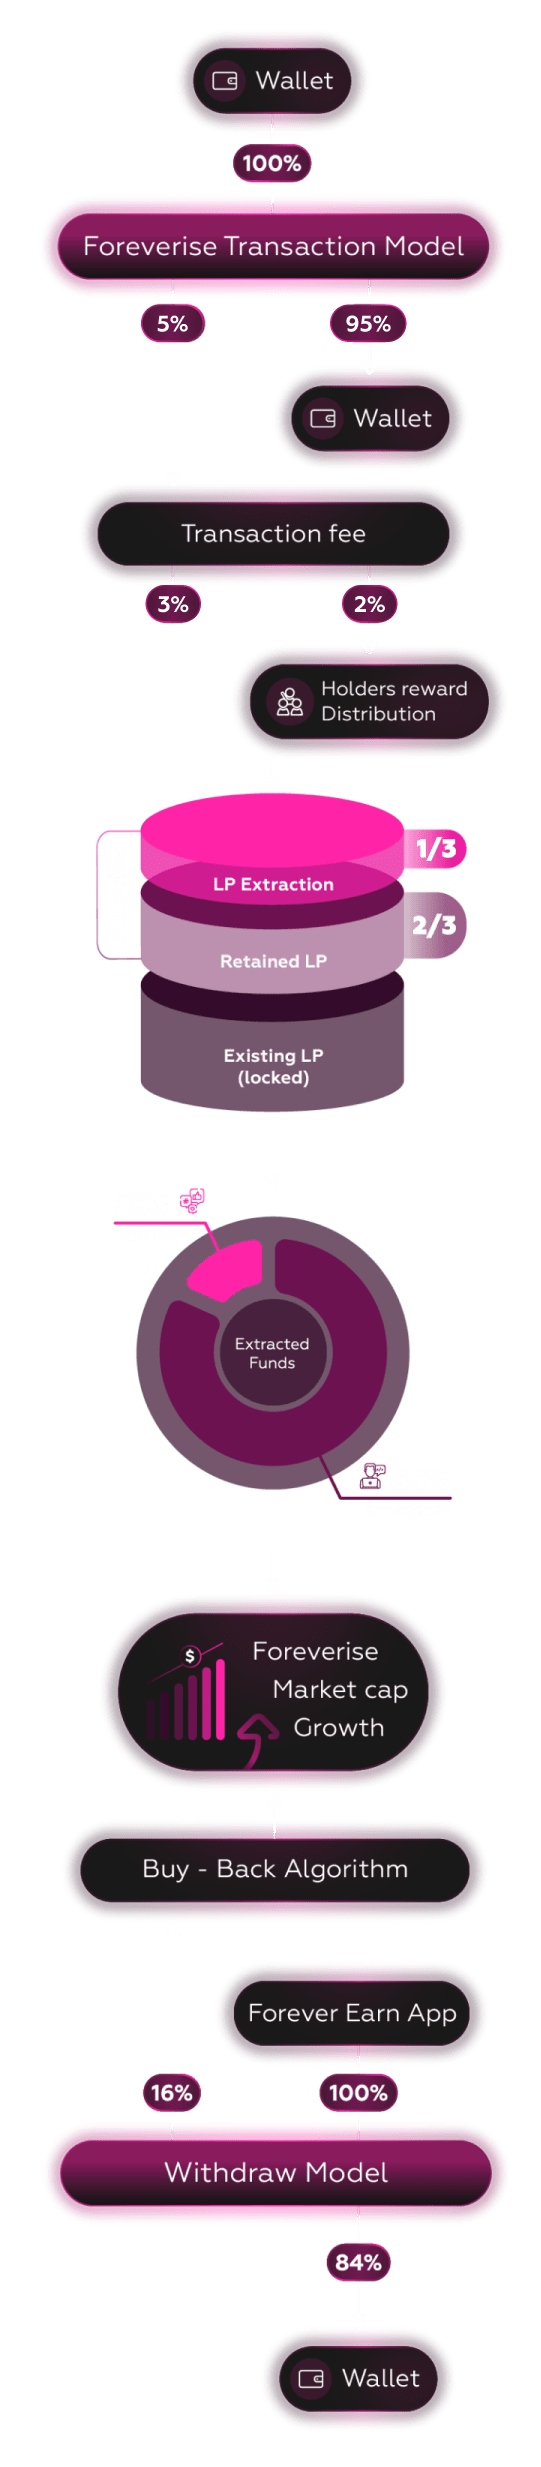 Wallet
100%
Foreverise Transaction Model
5%
95%
Wallet
Transaction fee
3%
2%
Holders reward
Distribution
1/3
LP Extraction
2/3
Retained LP
Existing LP
(locked)
Extracted
Funds
$
Foreverise
Market cap
Growth
Buy - Back Algorithm
Forever Earn App
16%
100%
Withdraw Model
84%
Wallet